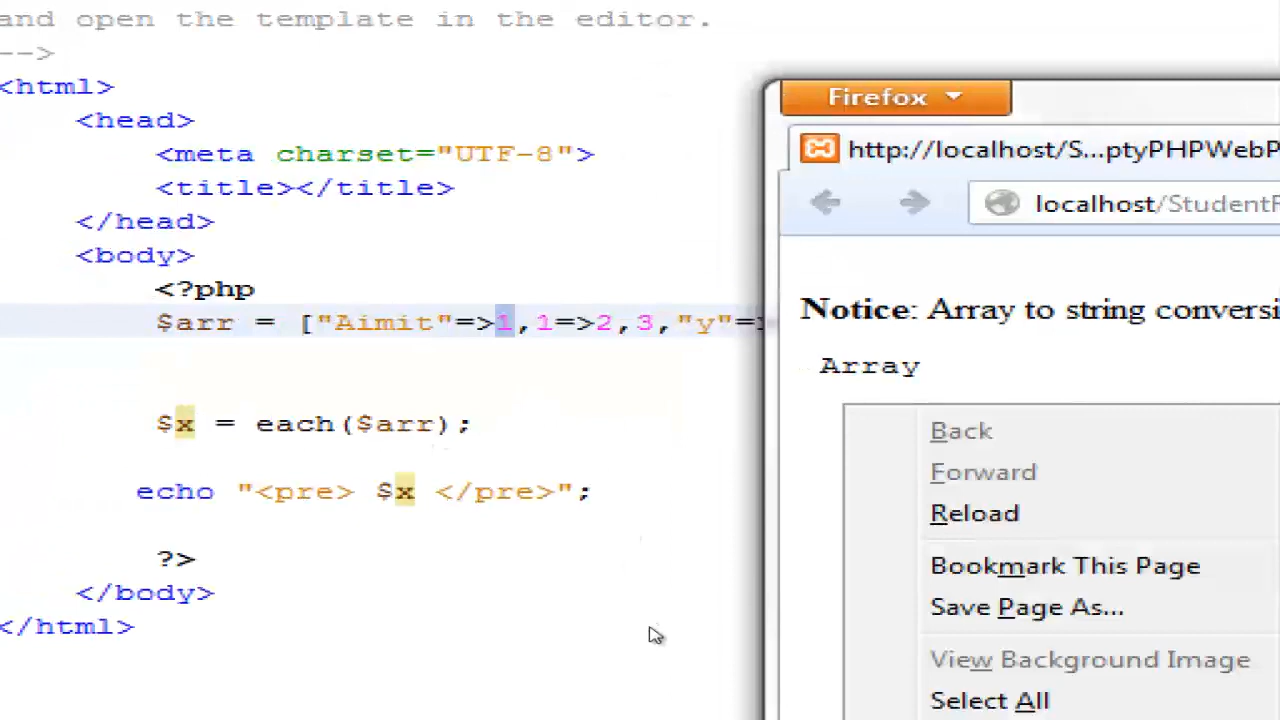 and open the template in the editor.
-->
<html>
<head>
<meta charset="UTF-8">
<title></title>
</head>
<body>
<?php
$arr = ["Aimit"=>1,1=>2,3,"y"=
$x = each($arr);
echo "<pre> $x </pre>";
?>
</body>
</html>
Firefox
http://localhost/S...ptyPHPWebP
localhost/StudentF
Notice: Array to string conversi
Array
Back
Forward
Reload
Bookmark This Page
Save Page As...
View Background Image
Select All